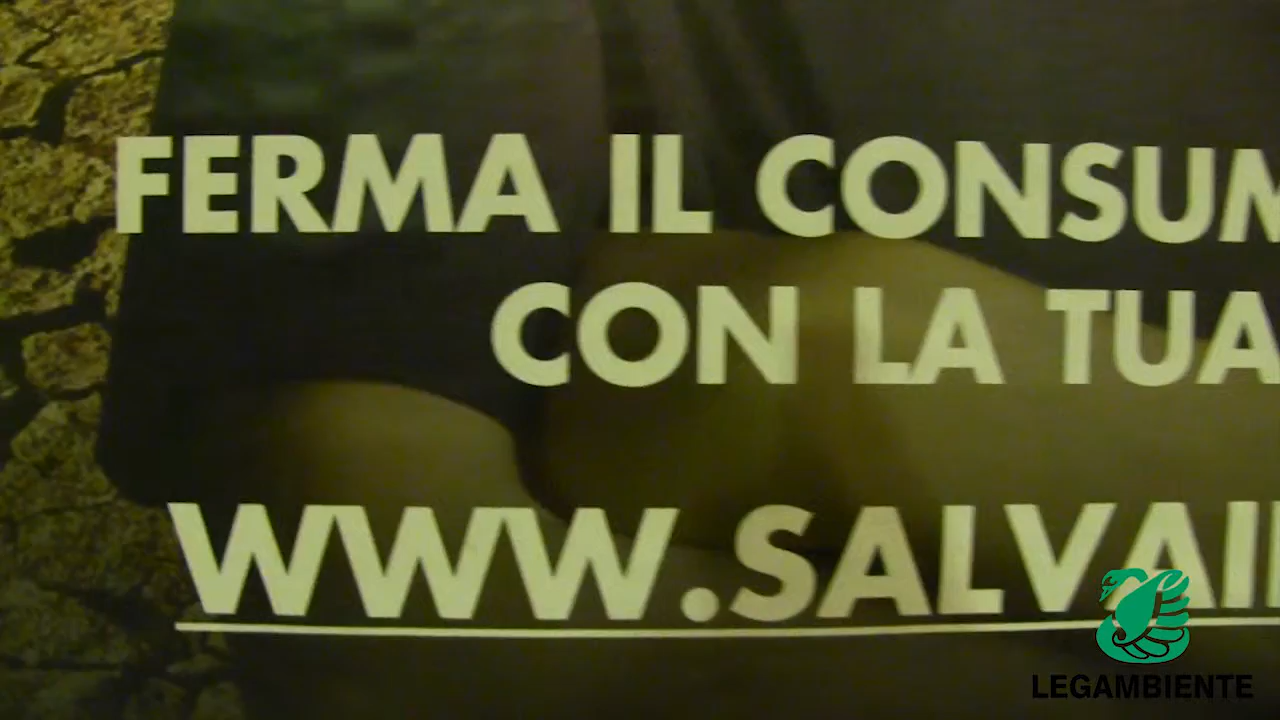 FERMA IL CONSUM
CON LA TUA
WWW.SALVAI
LEGAMBIENTE